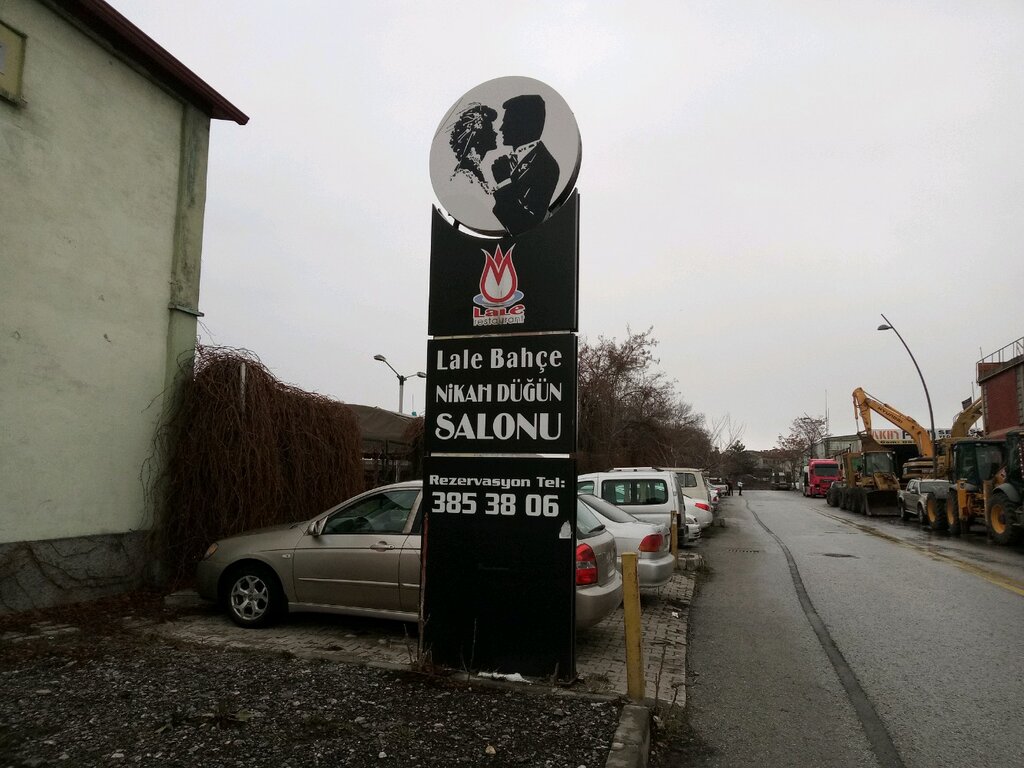 LaLe
restaurant
Lale Bahçe
NiKAH DÜĞÜN
SALONU
Rezervasyon Tel:
385 38 06